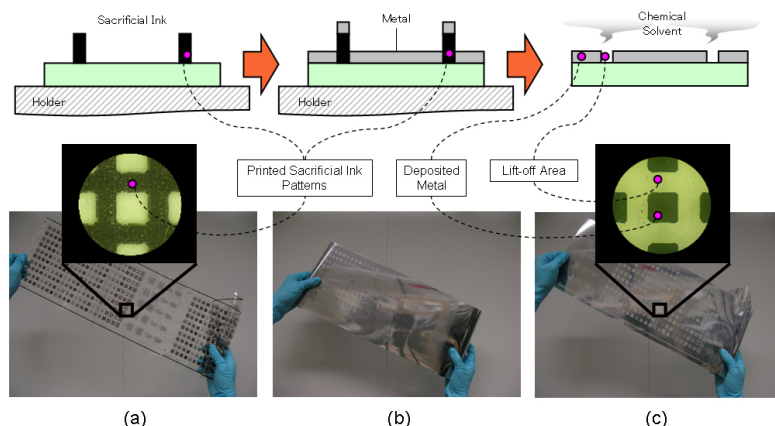 Sacrificial Ink
Metal
Chemical
Solvent
Holder
Holder
Printed Sacrificial Ink
Patterns
Deposited
Metal
Lift-off Area
(a)
(b)
(c)